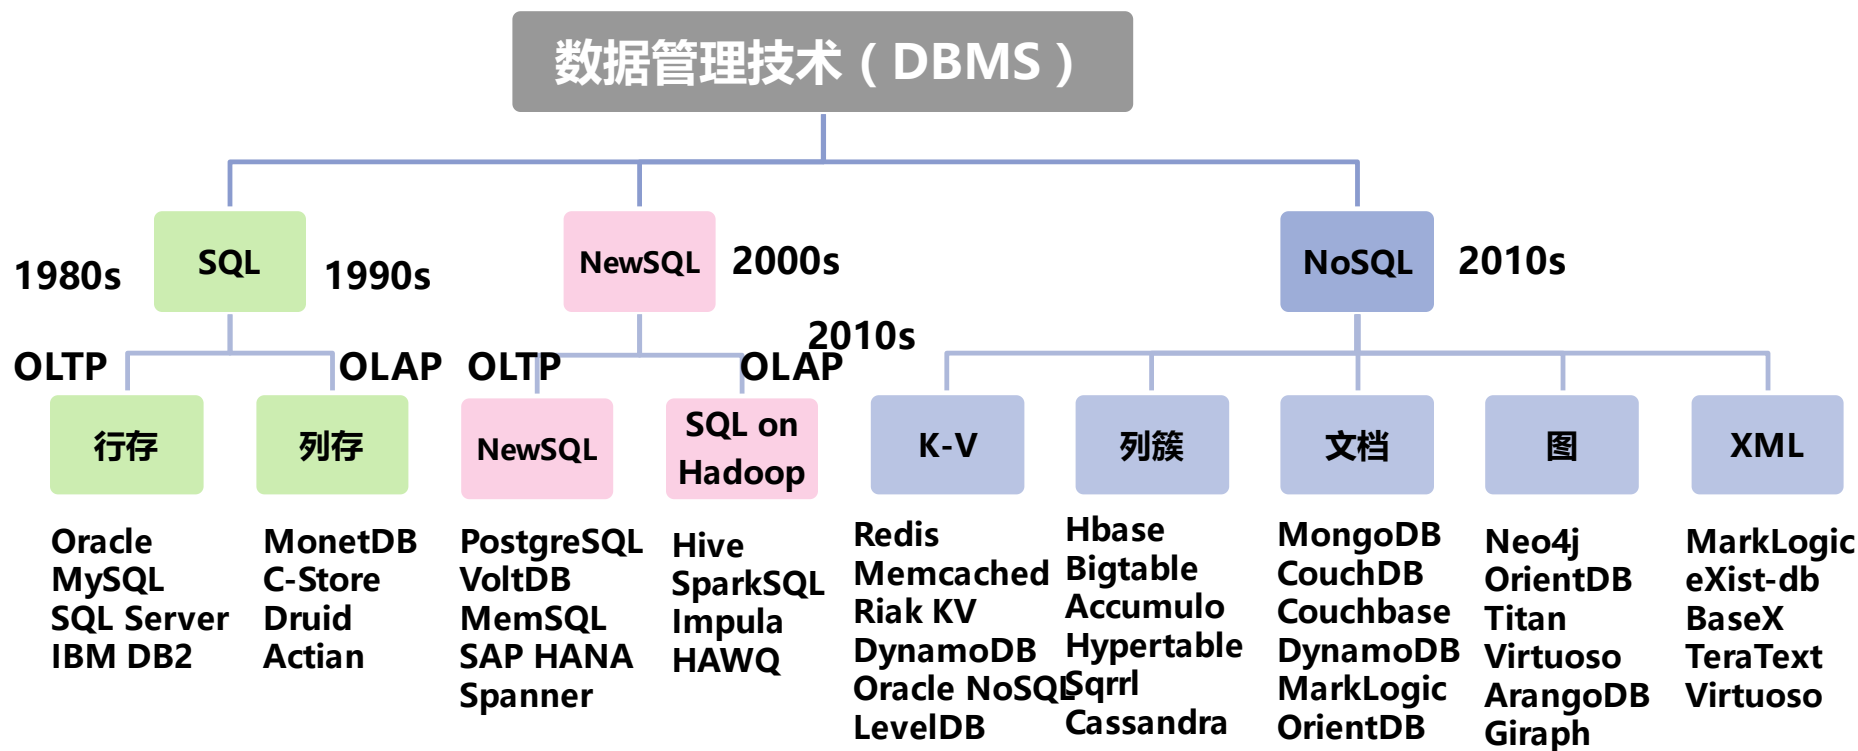 数据管理技术（DBMS）
SQL
NewSQL
NoSQL
1980s
1990s
2000s
2010s
2010s
OLTP
OLAP
OLTP
OLAP
行存
列存
NewSQL
SQL on
Hadoop
K-V
列簇
文档
图
XML
Oracle
MySQL
SQL Server
IBM DB2
MonetDB
C-Store
Druid
Actian
PostgreSQL
VoltDB
MemSQL
SAP HANA
Spanner
Hive
SparkSQL
Impula
HAWQ
Redis
Memcached
Riak KV
DynamoDB
Oracle NoSQL
LevelDB
Hbase
Bigtable
Accumulo
Hypertable
Sqrrl
Cassandra
MongoDB
CouchDB
Couchbase
DynamoDB
MarkLogic
OrientDB
Neo4j
OrientDB
Titan
Virtuoso
ArangoDB
Giraph
MarkLogic
eXist-db
BaseX
TeraText
Virtuoso